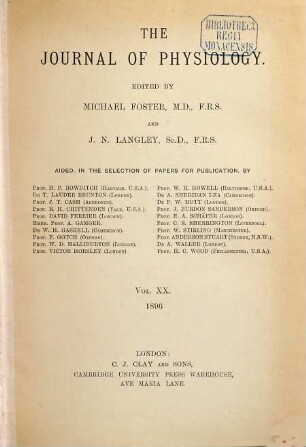 THE
BIBLIOTHECA
REGIA
MONACENSIS
JOURNAL OF PHYSIOLOGY.
EDITED BY
MICHAEL FOSTER, M.D., F.R.S.
AND
J. N. LANGLEY, Sc.D., F.R.S.
AIDED, IN THE SELECTION OF PAPERS FOR PUBLICATION, BY
PROF. H. P. BOWDITCH (HARVARD, U.S.A.).
DR T. LAUDER BRUNTON (LONDON).
PROF. J. T. CASH (ABERDEEN).
PROF. R. H. CHITTENDEN (YALE, U.S.A.).
PROF. DAVID FERRIER (LONDON).
EMER. PROF. A. GAMGEE.
DR W. H. GASKELL (CAMBRIDGE).
PROF. F. GOTCH (OXFORD).
PROF. W. D. HALLIBURTON (LONDON).
PROF. VICTOR HORSLEY (LONDON).
PROF. W. H. HOWELL (BALTIMORE, U.S.A.).
DR A. SHERIDAN LEA (CAMBRIDGE).
DR F. W. MOTT (LONDON).
PROF. J. BURDON SANDERSON (OXFORD).
PROF. E. A. SCHÄFER (LONDON).
PROF. C. S. SHERRINGTON (LIVERPOOL).
PROF. W. STIRLING (MANCHESTER).
PROF. ANDERSON STUART (SYDNEY, N.S.W.).
DR A. WALLER (LONDON).
PROF. H. C. WOOD (PHILADELPHIA, U.S.A.).
VOL. XX.
1896
LONDON:
C. J. CLAY AND SONS,
CAMBRIDGE UNIVERSITY PRESS WAREHOUSE,
AVE MARIA LANE.